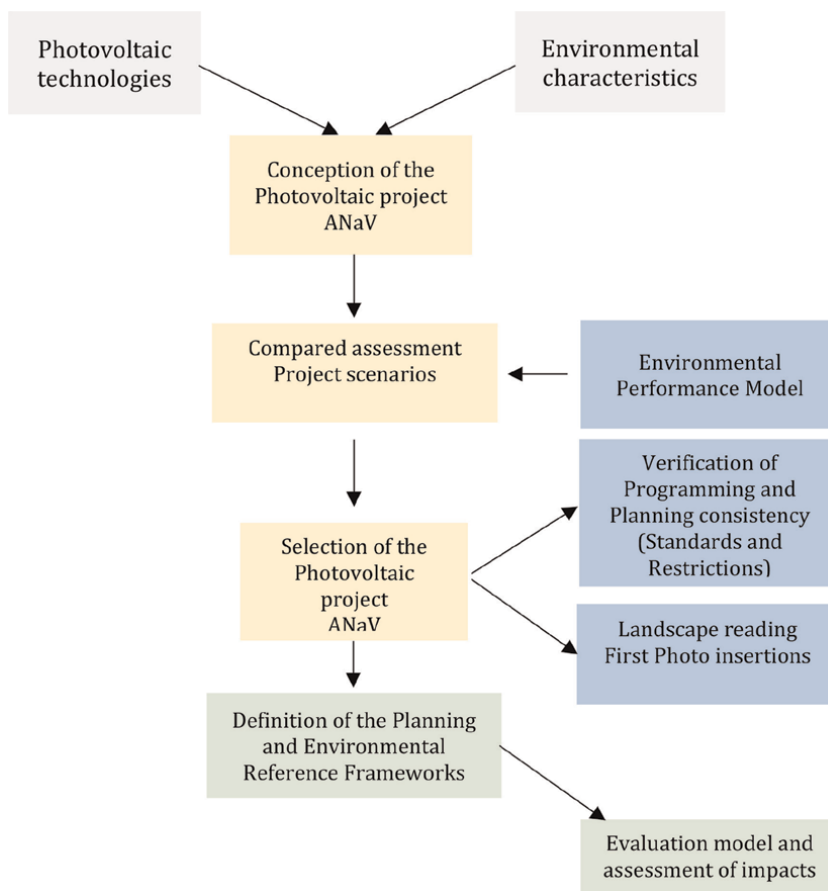 Photovoltaic
technologies
Environmental
characteristics
Conception of the
Photovoltaic project
ANaV
Compared assessment
Project scenarios
Environmental
Performance Model
Verification of
Programming and
Planning consistency
(Standards and
Restrictions)
Selection of the
Photovoltaic
project
ANaV
Landscape reading
First Photo insertions
Definition of the Planning
and Environmental
Reference Frameworks
Evaluation model and
assessment of impacts